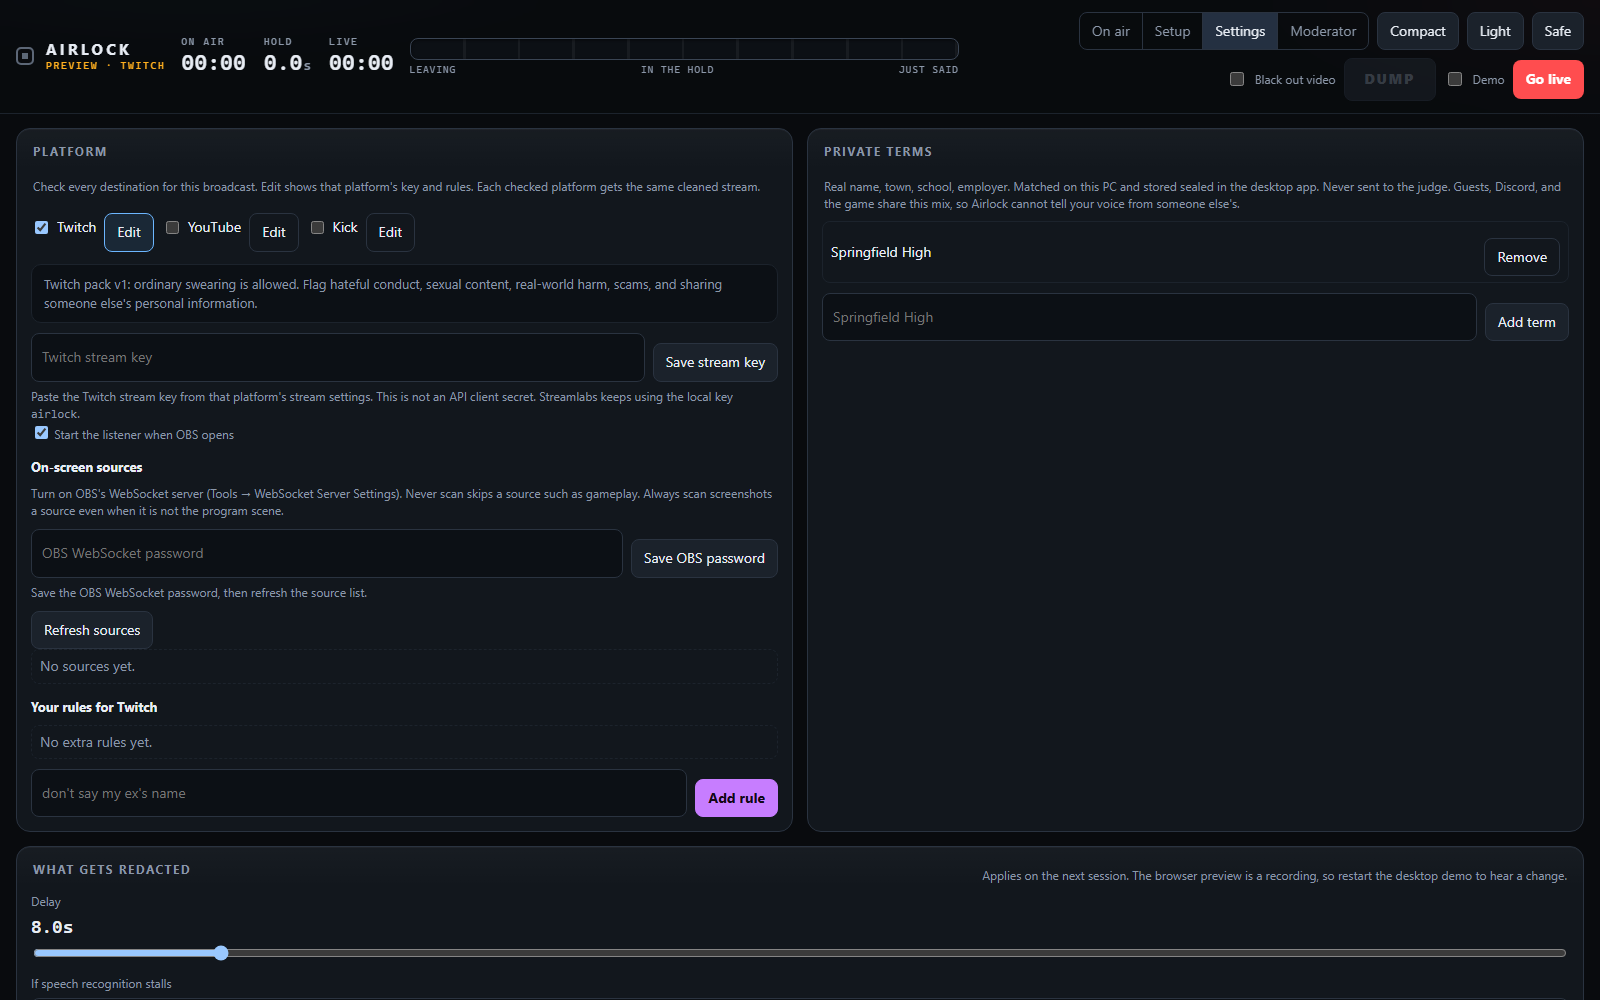 AIRLOCK
PREVIEW · TWITCH
ON AIR
00:00
HOLD
0.0s
LIVE
00:00
LEAVING
IN THE HOLD
JUST SAID
On air
Setup
Settings
Moderator
Compact
Light
Safe
Black out video
DUMP
Demo
Go live
PLATFORM
Check every destination for this broadcast. Edit shows that platform's key and rules. Each checked platform gets the same cleaned stream.
Twitch
Edit
YouTube
Edit
Kick
Edit
Twitch pack v1: ordinary swearing is allowed. Flag hateful conduct, sexual content, real-world harm, scams, and sharing
someone else's personal information.
Twitch stream key
Save stream key
Paste the Twitch stream key from that platform's stream settings. This is not an API client secret. Streamlabs keeps using the local key
airlock.
Start the listener when OBS opens
On-screen sources
Turn on OBS's WebSocket server (Tools → WebSocket Server Settings). Never scan skips a source such as gameplay. Always scan screenshots
a source even when it is not the program scene.
OBS WebSocket password
Save OBS password
Save the OBS WebSocket password, then refresh the source list.
Refresh sources
No sources yet.
Your rules for Twitch
No extra rules yet.
don't say my ex's name
Add rule
PRIVATE TERMS
Real name, town, school, employer. Matched on this PC and stored sealed in the desktop app. Never sent to the judge. Guests, Discord, and
the game share this mix, so Airlock cannot tell your voice from someone else's.
Springfield High
Remove
Springfield High
Add term
WHAT GETS REDACTED
Applies on the next session. The browser preview is a recording, so restart the desktop demo to hear a change.
Delay
8.0s
If speech recognition stalls